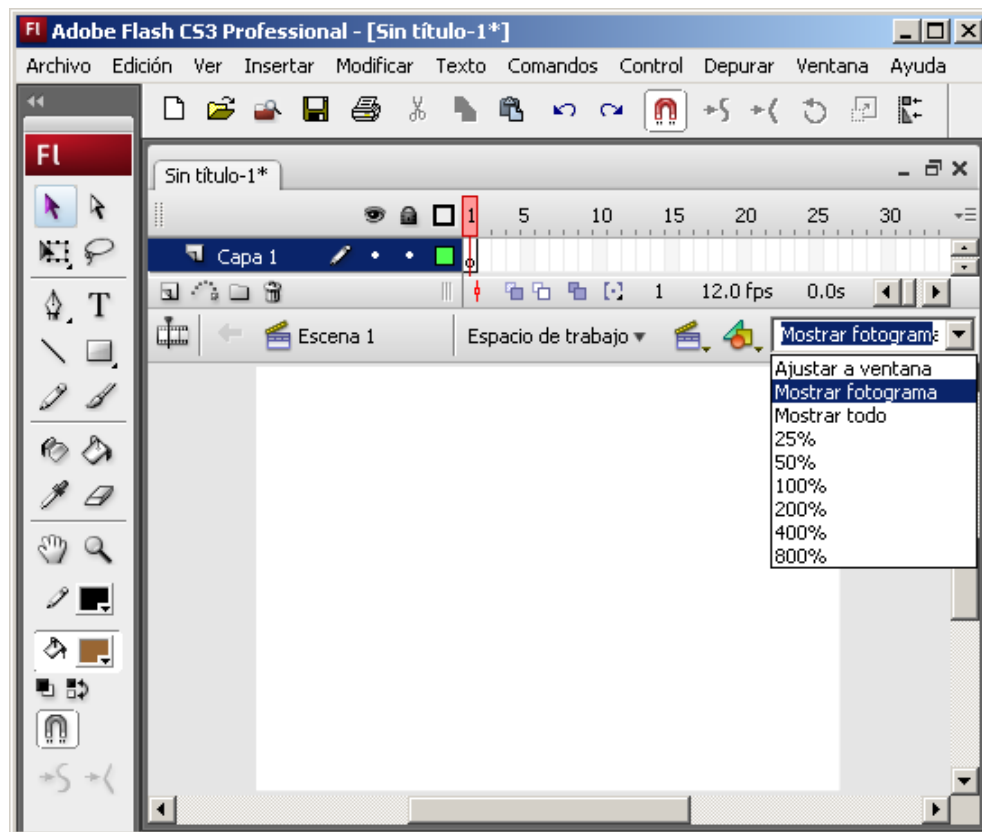 Fl Adobe Flash CS3 Professional - [Sin título-1*]
Archivo Edición Ver Insertar Modificar Texto Comandos Control Depurar Ventana Ayuda
Fl
Sin título-1*
1 5 10 15 20 25 30
Capa 1
1 12.0 fps 0.0s
Escena 1 Espacio de trabajo Mostrar fotograma
Ajustar a ventana
Mostrar fotograma
Mostrar todo
25%
50%
100%
200%
400%
800%
T